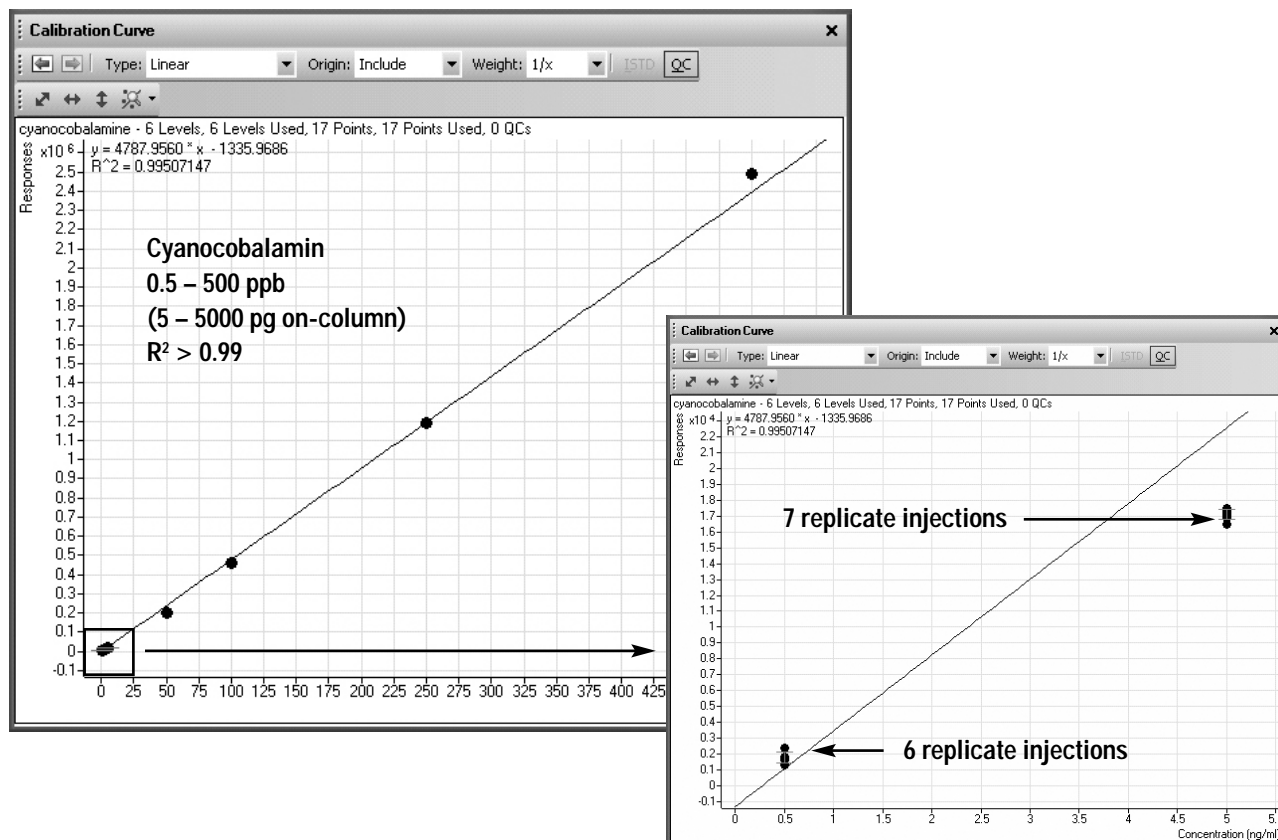 Calibration Curve
Type: Linear Origin: Include Weight: 1/x ISTD QC
cyanocobalamine - 6 Levels, 6 Levels Used, 17 Points, 17 Points Used, 0 QCs
y = 4787.9560 * x - 1335.9686
R^2 = 0.99507147
Responses
x10 6
2.5
2.4
2.3
2.2
2.1
2
1.9
1.8
1.7
1.6
1.5
1.4
1.3
1.2
1.1
1
0.9
0.8
0.7
0.6
0.5
0.4
0.3
0.2
0.1
0
-0.1
0 25 50 75 100 125 150 175 200 225 250 275 300 325 350 375 400 425
Cyanocobalamin
0.5 – 500 ppb
(5 – 5000 pg on-column)
R² > 0.99
Calibration Curve
Type: Linear Origin: Include Weight: 1/x ISTD QC
cyanocobalamine - 6 Levels, 6 Levels Used, 17 Points, 17 Points Used, 0 QCs
y = 4787.9560 * x - 1335.9686
R^2 = 0.99507147
Responses
x10 4
2.2
2.1
2
1.9
1.8
1.7
1.6
1.5
1.4
1.3
1.2
1.1
1
0.9
0.8
0.7
0.6
0.5
0.4
0.3
0.2
0.1
0
-0.1
7 replicate injections
6 replicate injections
0 0.5 1 1.5 2 2.5 3 3.5 4 4.5 5 5.
Concentration (ng/ml)